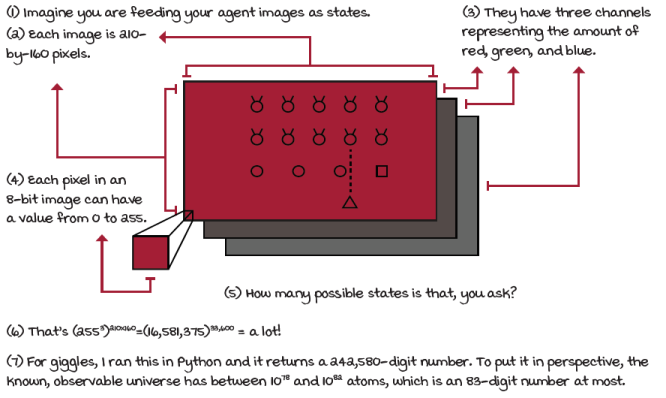 (1) Imagine you are feeding your agent images as states.
(2) Each image is 210-
by-160 pixels.
(3) They have three channels
representing the amount of
red, green, and blue.
(4) Each pixel in an
8-bit image can have
a value from 0 to 255.
(5) How many possible states is that, you ask?
(6) That's (255³)²¹⁰ˣ¹⁶⁰=(16,581,375)³³,⁶⁰⁰ = a lot!
(7) For giggles, I ran this in Python and it returns a 242,580-digit number. To put it in perspective, the
known, observable universe has between 10⁷⁸ and 10⁸² atoms, which is an 83-digit number at most.